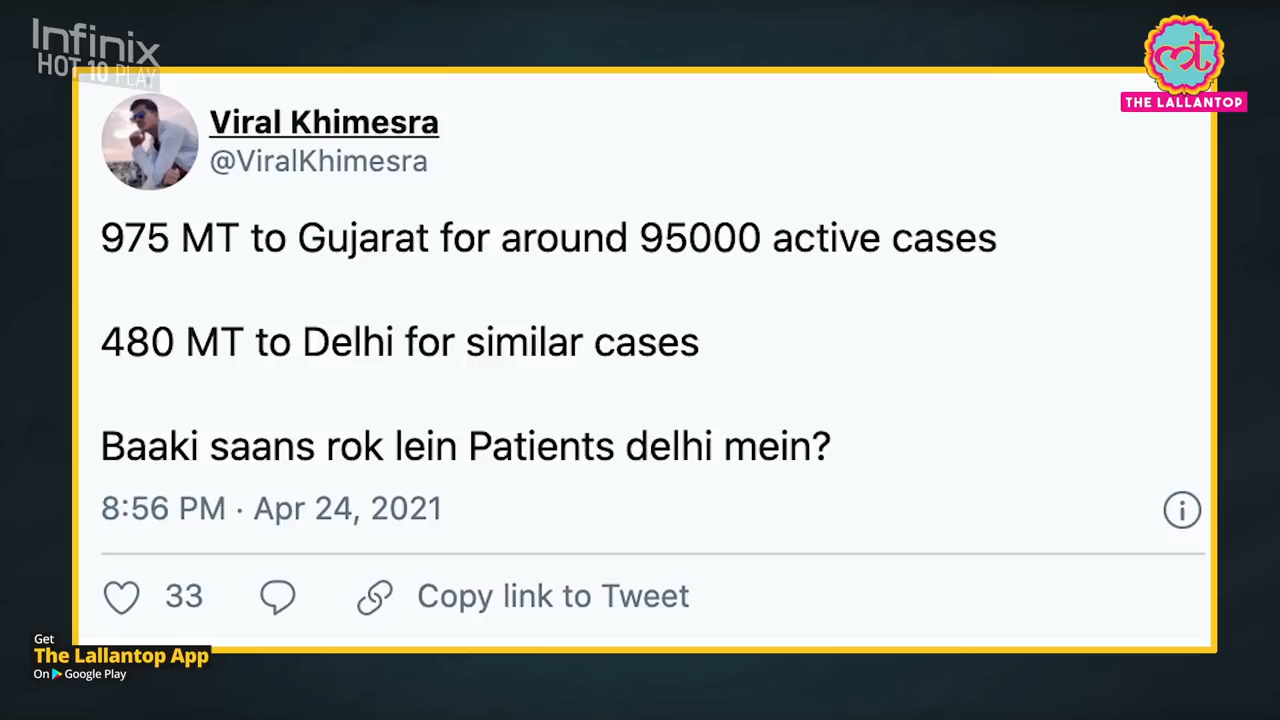 Infinix
HOT 10 PLAY
THE LALLANTOP
Viral Khimesra
@ViralKhimesra
975 MT to Gujarat for around 95000 active cases
480 MT to Delhi for similar cases
Baaki saans rok lein Patients delhi mein?
8:56 PM · Apr 24, 2021
33
Copy link to Tweet
Get
The Lallantop App
On Google Play